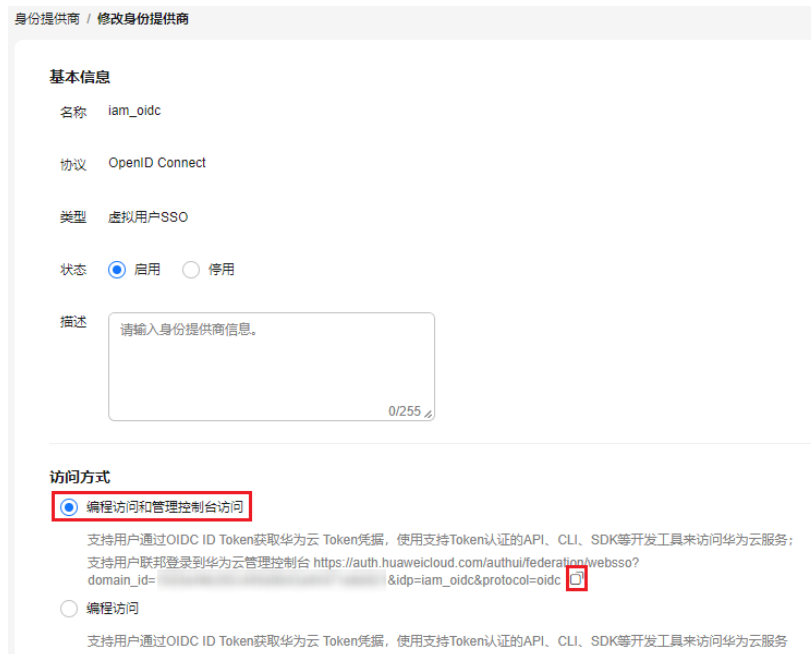 身份提供商 / 修改身份提供商
基本信息
名称 iam_oidc
协议 OpenID Connect
类型 虚拟用户SSO
状态 启用 停用
描述 请输入身份提供商信息。
0/255
访问方式
编程访问和管理控制台访问
支持用户通过OIDC ID Token获取华为云 Token凭据，使用支持Token认证的API、CLI、SDK等开发工具来访问华为云服务；
支持用户联邦登录到华为云管理控制台 https://auth.huaweicloud.com/authui/federation/websso?
domain_id= &idp=iam_oidc&protocol=oidc
编程访问
支持用户通过OIDC ID Token获取华为云 Token凭据，使用支持Token认证的API、CLI、SDK等开发工具来访问华为云服务